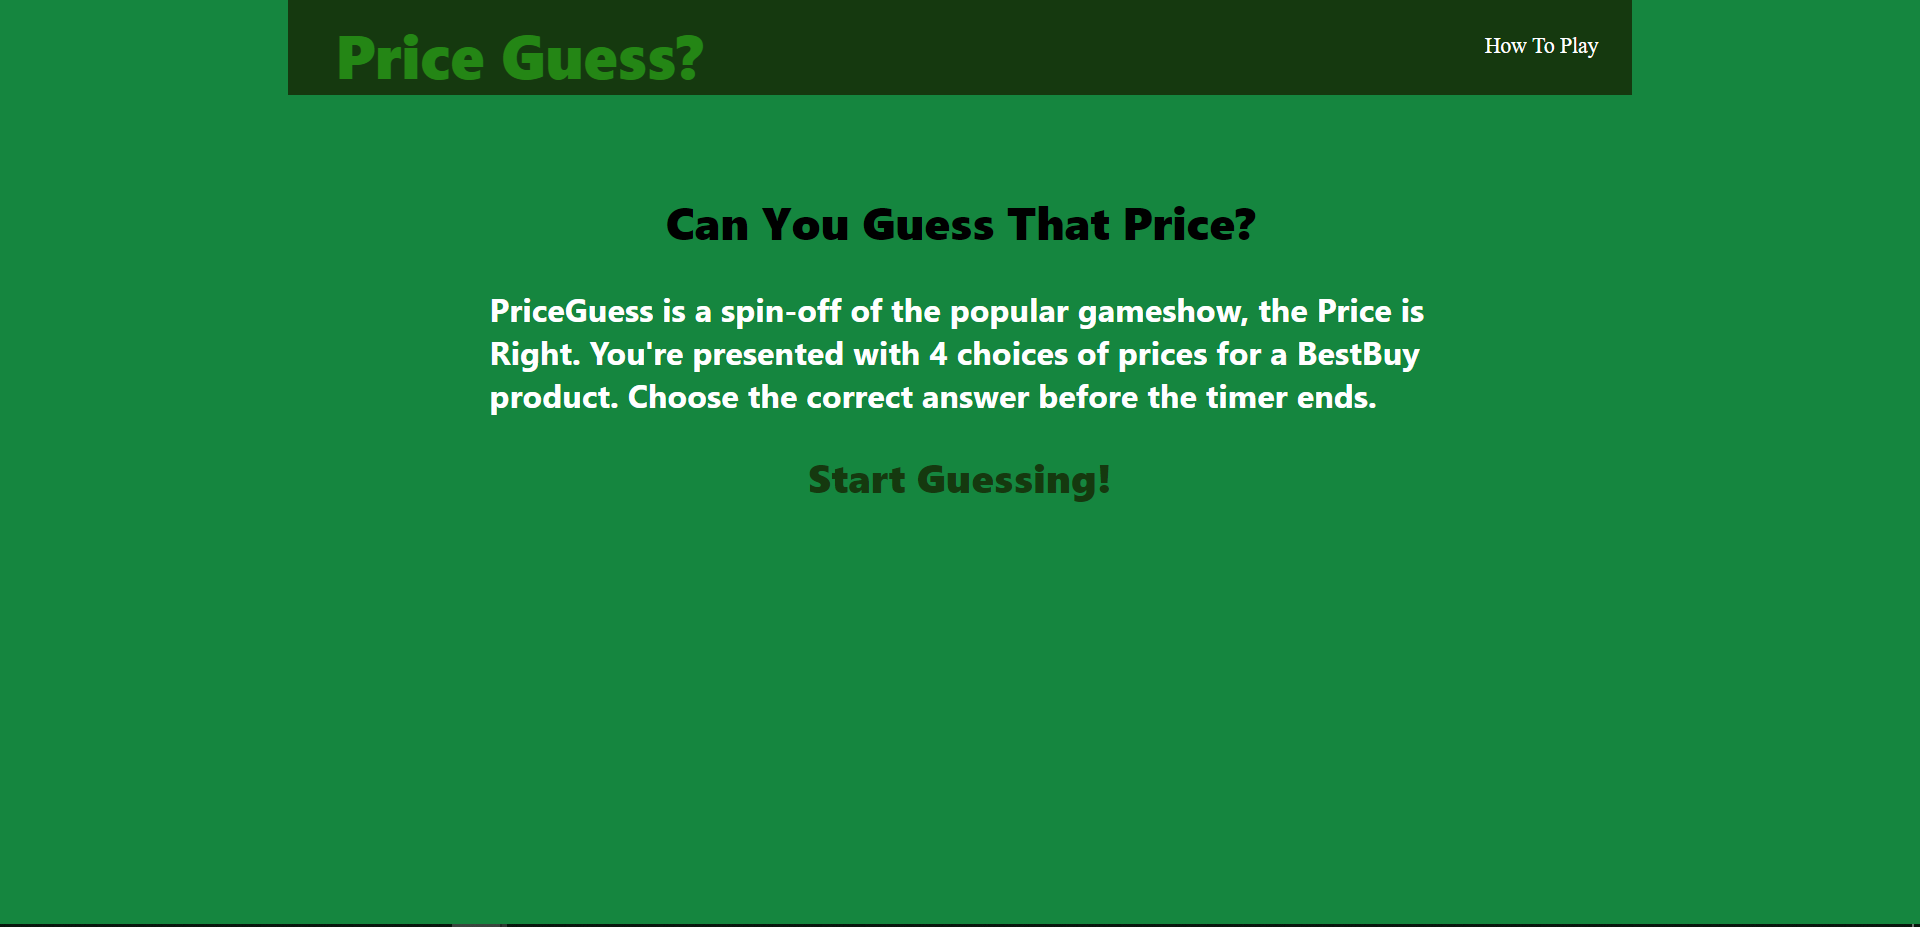 Price Guess?
How To Play
Can You Guess That Price?
PriceGuess is a spin-off of the popular gameshow, the Price is
Right. You're presented with 4 choices of prices for a BestBuy
product. Choose the correct answer before the timer ends.
Start Guessing!